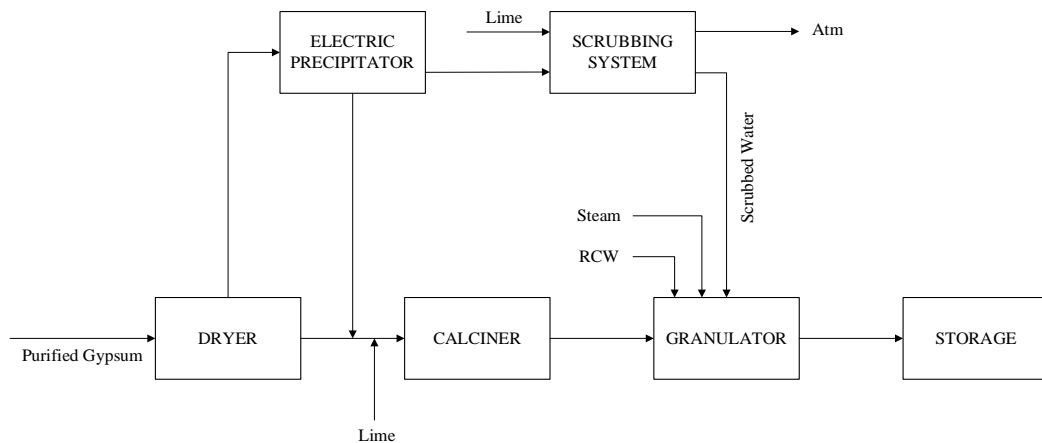 Lime
ELECTRIC
PRECIPITATOR
SCRUBBING
SYSTEM
Atm
Scrubbed Water
Steam
RCW
Purified Gypsum
DRYER
CALCINER
GRANULATOR
STORAGE
Lime